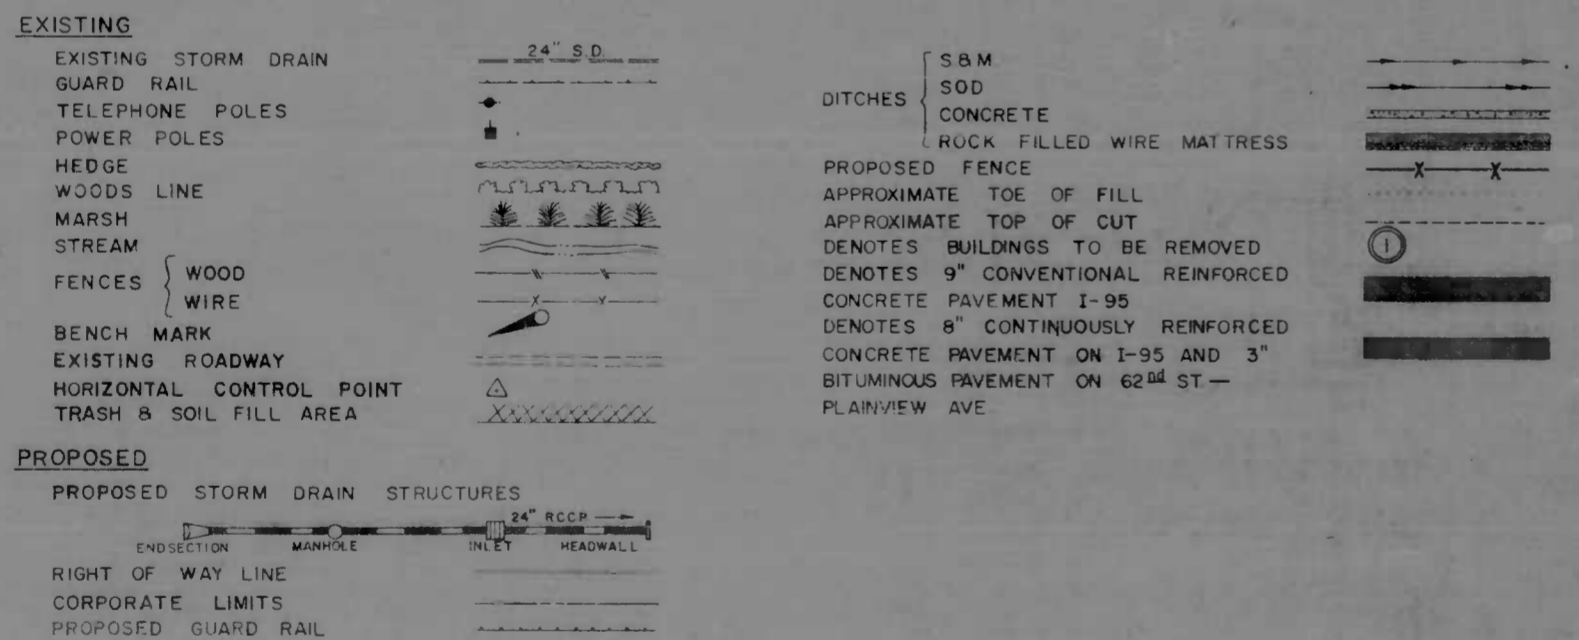 EXISTING
EXISTING STORM DRAIN
24" S.D.
GUARD RAIL
TELEPHONE POLES
POWER POLES
HEDGE
WOODS LINE
MARSH
STREAM
FENCES
WOOD
WIRE
BENCH MARK
EXISTING ROADWAY
HORIZONTAL CONTROL POINT
TRASH & SOIL FILL AREA
PROPOSED
PROPOSED STORM DRAIN STRUCTURES
24" RCCP
ENDSECTION MANHOLE INLET HEADWALL
RIGHT OF WAY LINE
CORPORATE LIMITS
PROPOSED GUARD RAIL
DITCHES
S & M
SOD
CONCRETE
ROCK FILLED WIRE MATTRESS
PROPOSED FENCE
APPROXIMATE TOE OF FILL
APPROXIMATE TOP OF CUT
DENOTES BUILDINGS TO BE REMOVED
1
DENOTES 9" CONVENTIONAL REINFORCED
CONCRETE PAVEMENT I-95
DENOTES 8" CONTINUOUSLY REINFORCED
CONCRETE PAVEMENT ON I-95 AND 3"
BITUMINOUS PAVEMENT ON 62nd ST. —
PLAINVIEW AVE.